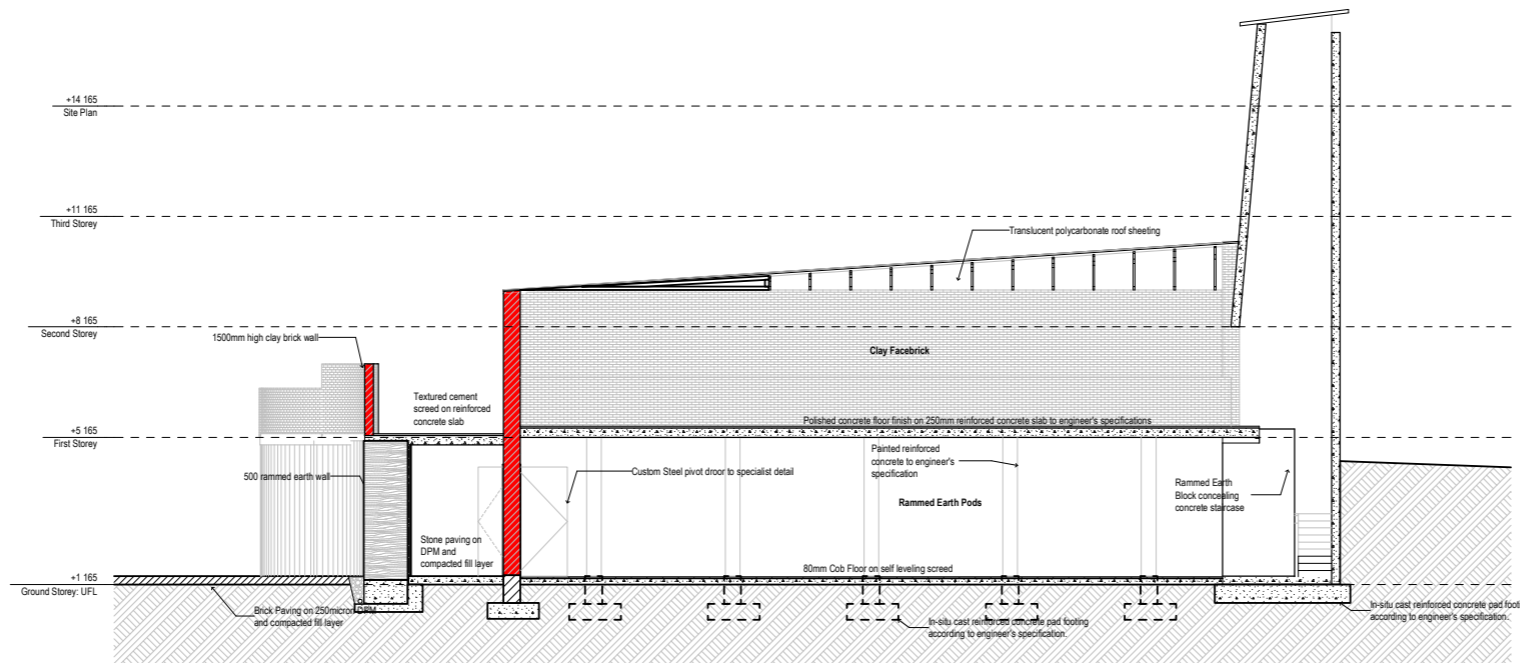 +14 165
Site Plan
+11 165
Third Storey
Translucent polycarbonate roof sheeting
+8 165
Second Storey
1500mm high clay brick wall
Clay Facebrick
Textured cement
screed on reinforced
concrete slab
Polished concrete floor finish on 250mm reinforced concrete slab to engineer's specifications
+5 165
First Storey
Painted reinforced
concrete to engineer's
specification
Custom Steel pivot droor to specialist detail
500 rammed earth wall
Rammed Earth
Block concealing
concrete staircase
Rammed Earth Pods
Stone paving on
DPM and
compacted fill layer
80mm Cob Floor on self leveling screed
+1 165
Ground Storey: UFL
Brick Paving on 250micron DPM
and compacted fill layer
In-situ cast reinforced concrete pad footing
according to engineer's specification.
In-situ cast reinforced concrete pad footi
according to engineer's specification.